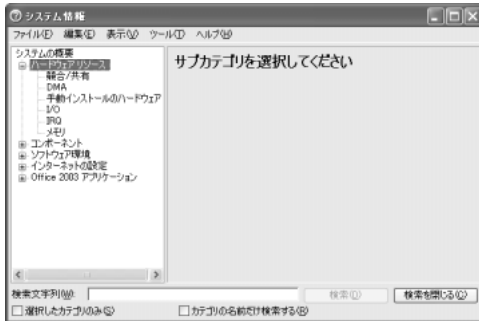 システム情報
ファイル(F) 編集(E) 表示(V) ツール(T) ヘルプ(H)
システムの概要
ハードウェア リソース
競合/共有
DMA
手動インストールのハードウェア
I/O
IRQ
メモリ
コンポーネント
ソフトウェア環境
インターネットの設定
Office 2003 アプリケーション
サブカテゴリを選択してください
検索文字列(W):
検索(D)
検索を閉じる(C)
選択したカテゴリのみ(S)
カテゴリの名前だけ検索する(R)